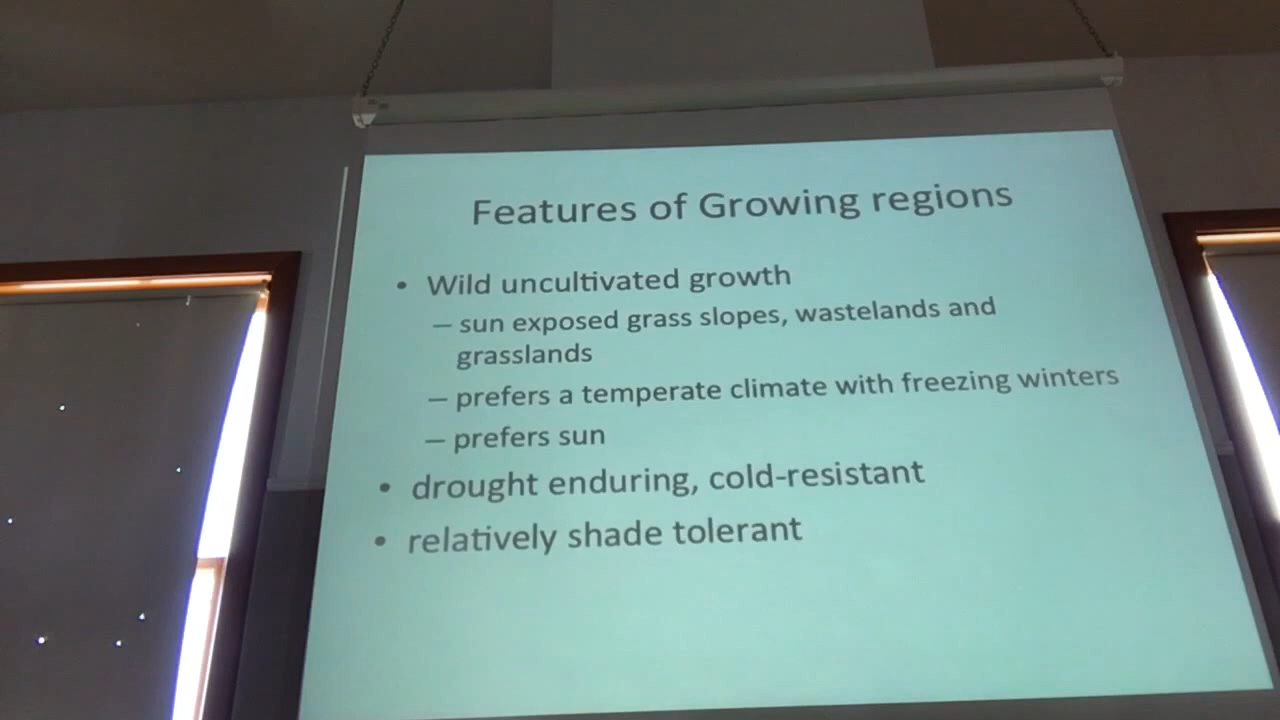 Features of Growing regions
• Wild uncultivated growth
– sun exposed grass slopes, wastelands and
grasslands
– prefers a temperate climate with freezing winters
– prefers sun
• drought enduring, cold-resistant
• relatively shade tolerant